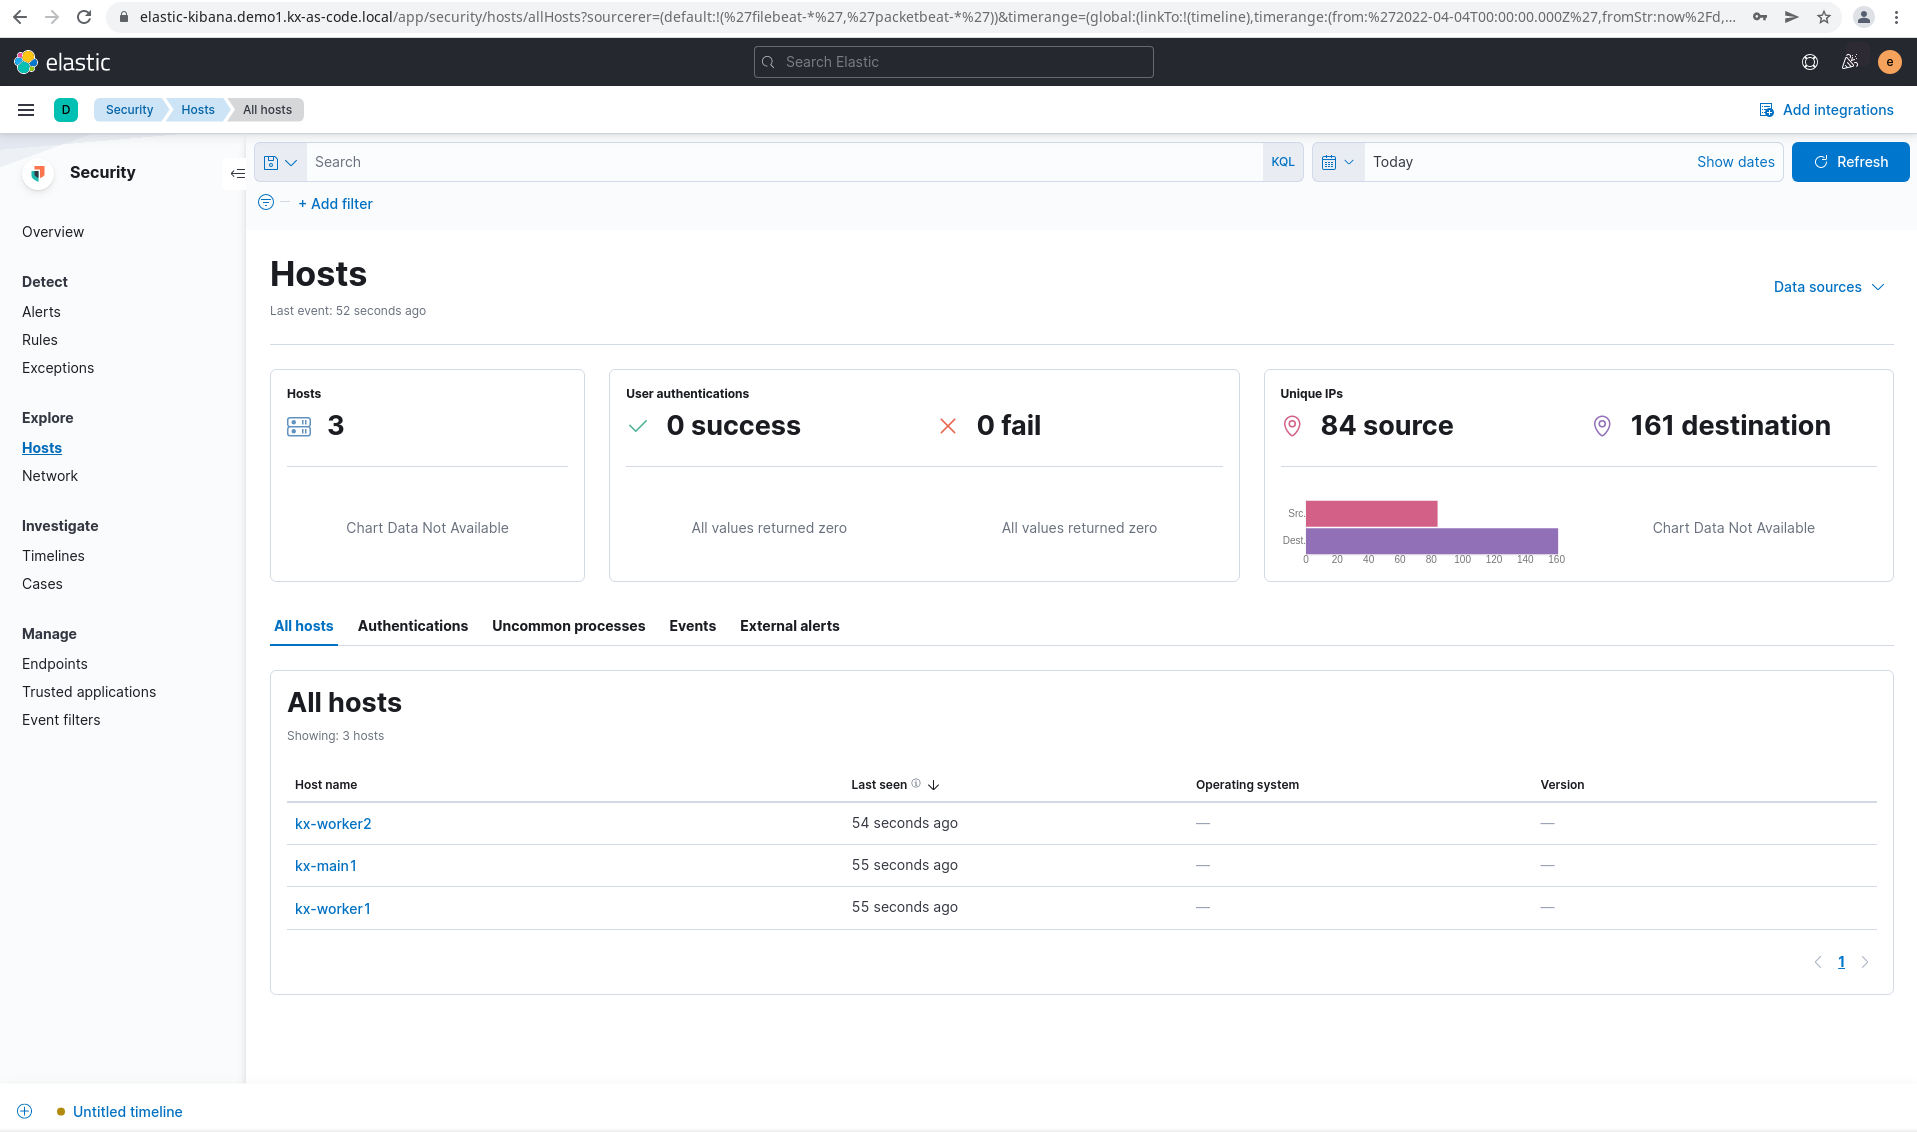 elastic-kibana.demo1.kx-as-code.local/app/security/hosts/allHosts?sourcerer=(default:!(%27filebeat-*%27,%27packetbeat-*%27))&timerange=(global:(linkTo:!(timeline),timerange:(from:%272022-04-04T00:00:00.000Z%27,fromStr:now%2Fd,...
elastic
Search Elastic
e
D
Security
Hosts
All hosts
Add integrations
Security
Search
KQL
Today
Show dates
Refresh
+ Add filter
Overview
Detect
Alerts
Rules
Exceptions
Explore
Hosts
Network
Investigate
Timelines
Cases
Manage
Endpoints
Trusted applications
Event filters
Hosts
Last event: 52 seconds ago
Data sources
Hosts
3
Chart Data Not Available
User authentications
0 success
0 fail
All values returned zero
All values returned zero
Unique IPs
84 source
161 destination
Src.
Dest.
0 20 40 60 80 100 120 140 160
Chart Data Not Available
All hosts Authentications Uncommon processes Events External alerts
All hosts
Showing: 3 hosts
Host name Last seen Operating system Version
kx-worker2 54 seconds ago — —
kx-main1 55 seconds ago — —
kx-worker1 55 seconds ago — —
1
Untitled timeline